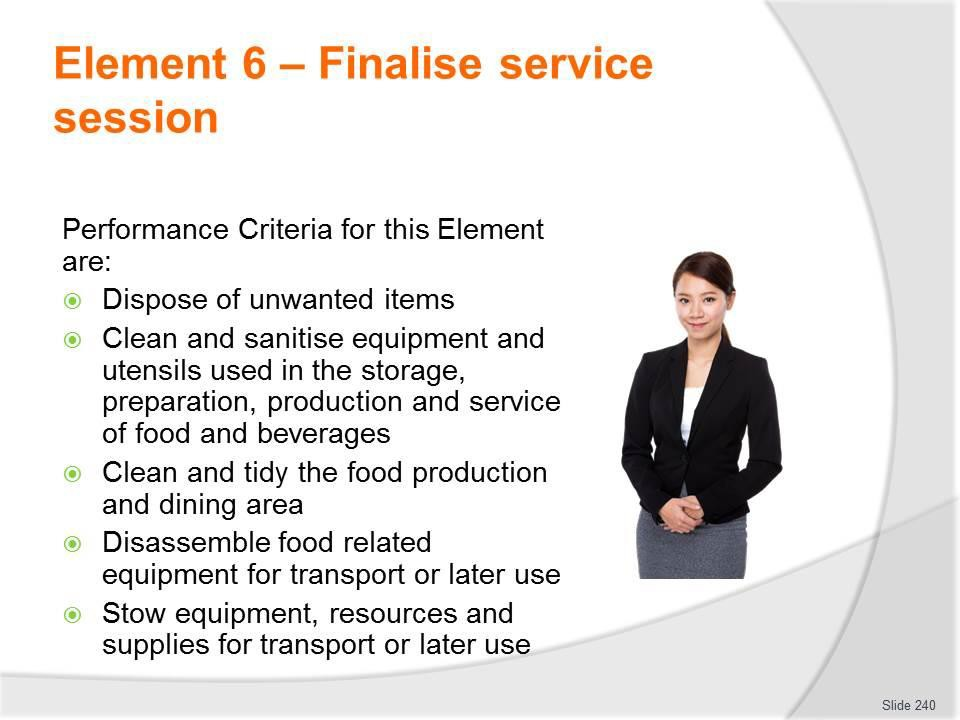 Element 6 – Finalise service
session
Performance Criteria for this Element
are:
Dispose of unwanted items
Clean and sanitise equipment and
utensils used in the storage,
preparation, production and service
of food and beverages
Clean and tidy the food production
and dining area
Disassemble food related
equipment for transport or later use
Stow equipment, resources and
supplies for transport or later use
Slide 240